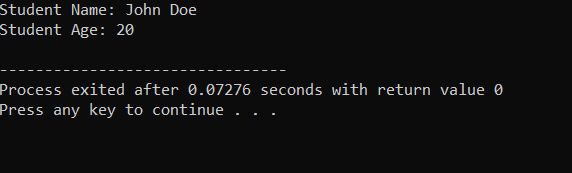 Student Name: John Doe
Student Age: 20
--------------------------------
Process exited after 0.07276 seconds with return value 0
Press any key to continue . . .